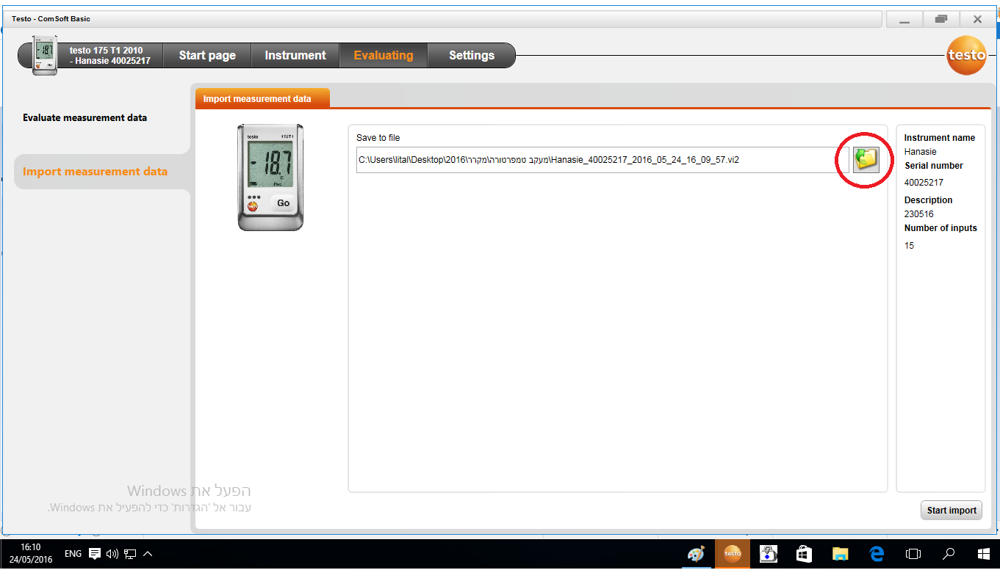 Testo - ComSoft Basic
testo 175 T1 2010
- Hanasie 40025217
Start page
Instrument
Evaluating
Settings
testo
Evaluate measurement data
Import measurement data
Import measurement data
testo 175T1
-18.7
°C
Rec
Go
Save to file
C:\Users\lital\Desktop\2016\מעקב טמפרטורה\מקרר\Hanasie_40025217_2016_05_24_16_09_57.vi2
Instrument name
Hanasie
Serial number
40025217
Description
230516
Number of inputs
15
הפעל את Windows
עבור אל 'הגדרות' כדי להפעיל את Windows.
Start import
16:10
24/05/2016
ENG
testo